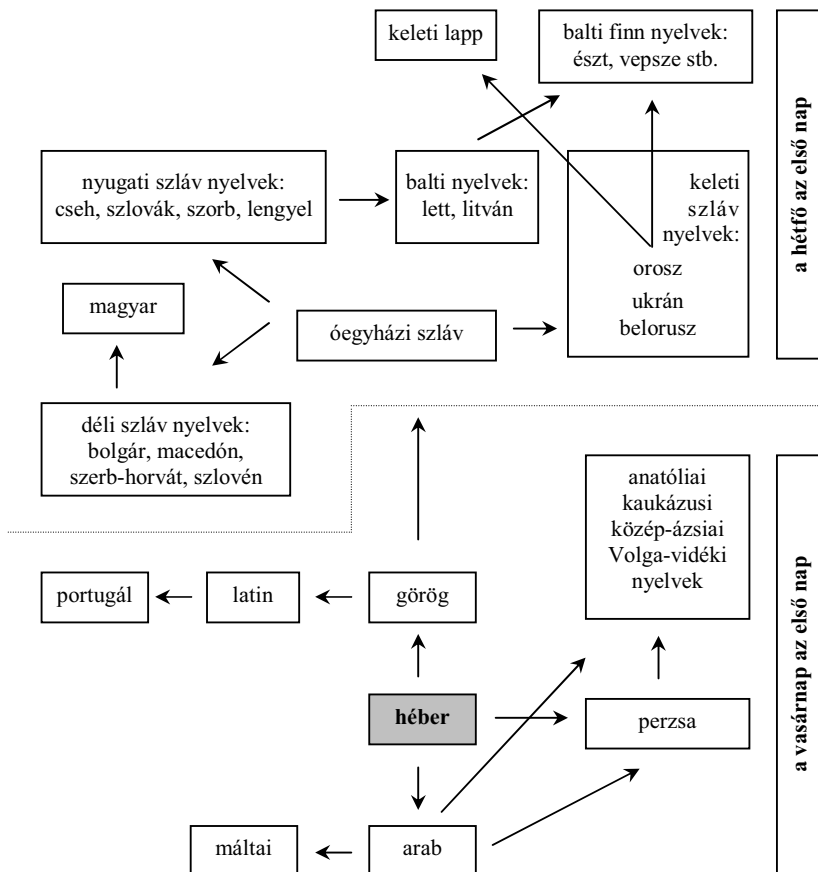 keleti lapp
balti finn nyelvek:
észt, vepsze stb.
a hétfő az első nap
nyugati szláv nyelvek:
cseh, szlovák, szorb, lengyel
balti nyelvek:
lett, litván
keleti
szláv
nyelvek:
orosz
ukrán
belorusz
magyar
óegyházi szláv
déli szláv nyelvek:
bolgár, macedón,
szerb-horvát, szlovén
anatóliai
kaukázusi
közép-ázsiai
Volga-vidéki
nyelvek
a vasárnap az első nap
portugál
latin
görög
héber
perzsa
máltai
arab